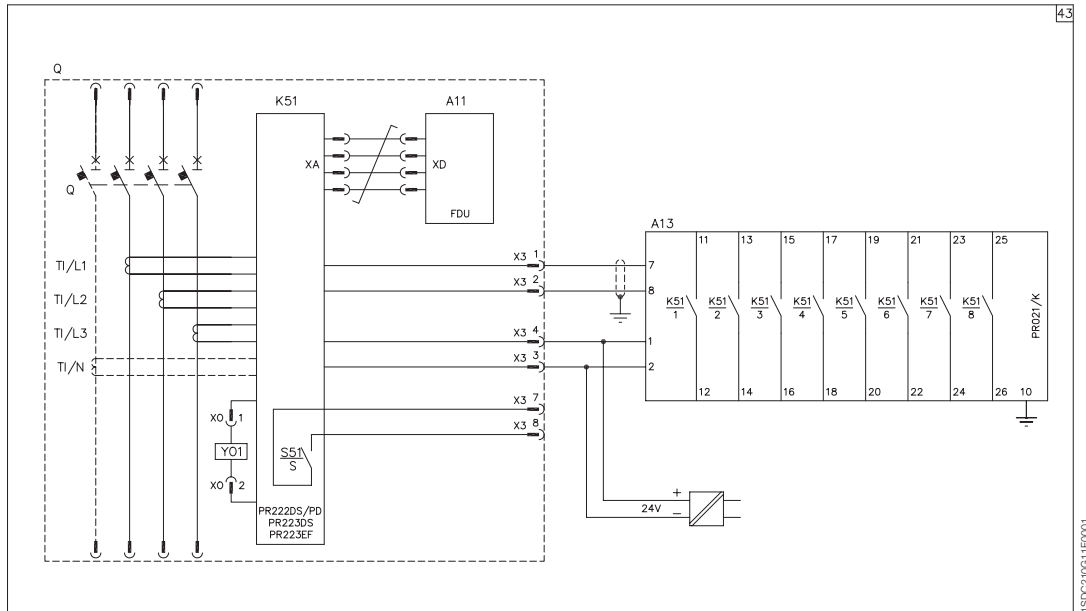 43
Q
K51
A11
XA
XD
FDU
Q
A13
11 13 15 17 19 21 23 25
TI/L1
X3 1
7
TI/L2
X3 2
8
K51/1 K51/2 K51/3 K51/4 K51/5 K51/6 K51/7 K51/8
PR021/K
TI/L3
X3 4
1
TI/N
X3 3
2
12 14 16 18 20 22 24 26 10
X3 7
X0 1
X3 8
Y01
S51/S
X0 2
PR222DS/PD
PR223DS
PR223EF
+
24V
−
1SDC210G11F0001